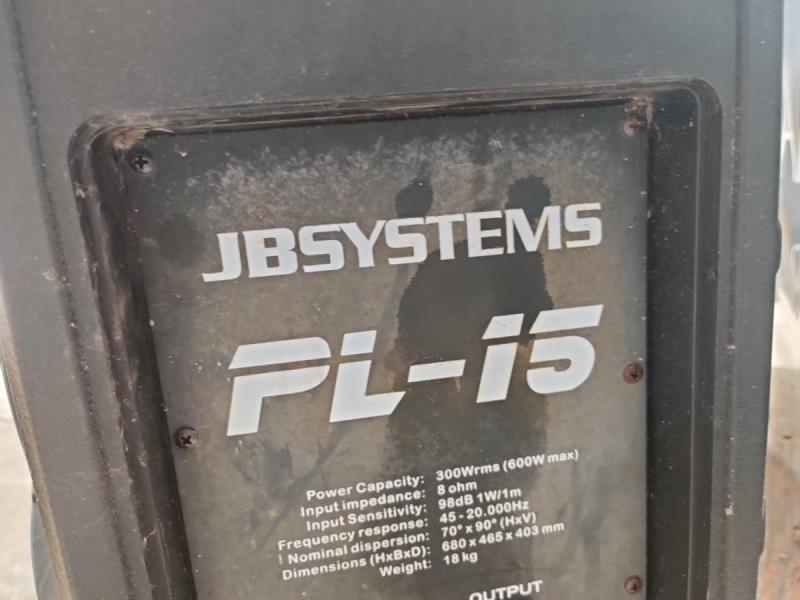 JBSYSTEMS
PL-15
Power Capacity: 300Wrms (600W max)
Input impedance: 8 ohm
Input Sensitivity: 98dB 1W/1m
Frequency response: 45 - 20.000Hz
Nominal dispersion: 70° x 90° (HxV)
Dimensions (HxBxD): 680 x 465 x 403 mm
Weight: 18 kg
OUTPUT